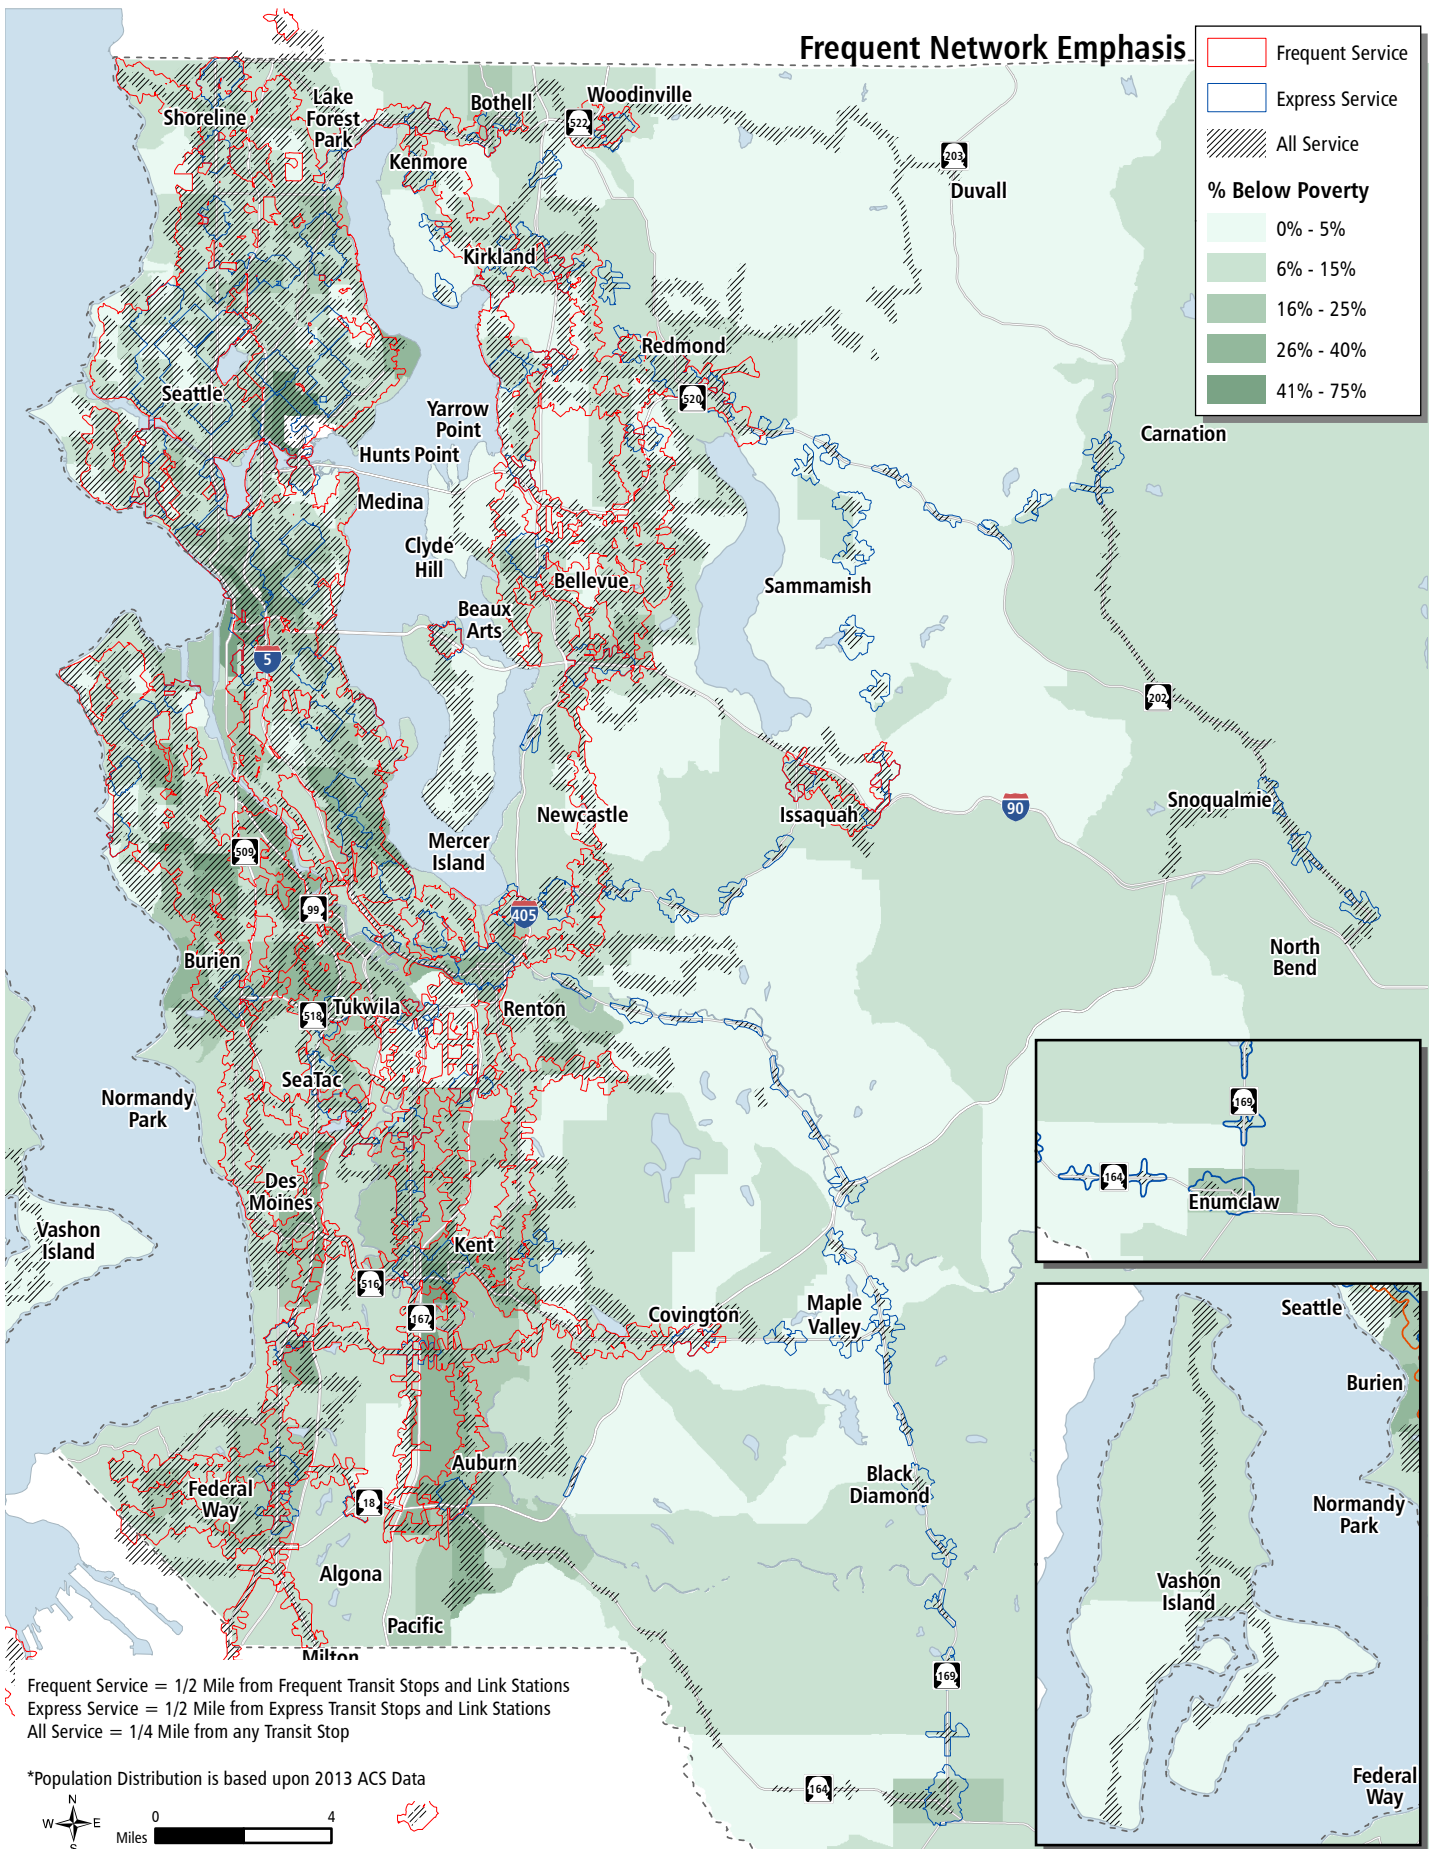 Frequent Network Emphasis
Frequent Service
Express Service
All Service
% Below Poverty
0% - 5%
6% - 15%
16% - 25%
26% - 40%
41% - 75%
Shoreline
Lake
Forest
Park
Bothell
Woodinville
522
Kenmore
203
Duvall
Kirkland
Redmond
520
Seattle
Yarrow
Point
Hunts Point
Carnation
Medina
Clyde
Hill
Bellevue
Sammamish
Beaux
Arts
5
202
Newcastle
Issaquah
90
Snoqualmie
Mercer
Island
509
99
405
Burien
North
Bend
518
Tukwila
Renton
SeaTac
Normandy
Park
Des
Moines
Vashon
Island
Kent
516
167
Covington
Maple
Valley
Auburn
Federal
Way
18
Black
Diamond
Algona
Pacific
Milton
169
164
169
164
Enumclaw
Seattle
Burien
Normandy
Park
Vashon
Island
Federal
Way
Frequent Service = 1/2 Mile from Frequent Transit Stops and Link Stations
Express Service = 1/2 Mile from Express Transit Stops and Link Stations
All Service = 1/4 Mile from any Transit Stop
*Population Distribution is based upon 2013 ACS Data
N
W E
S
0 4
Miles